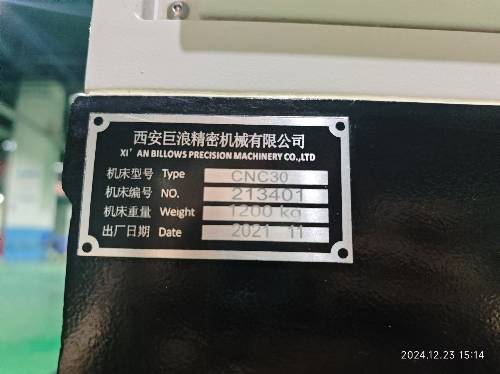 西安巨浪精密机械有限公司
XI'AN BILLOWS PRECISION MACHINERY CO.,LTD
机床型号 Type CNC30
机床编号 NO. 213401
机床重量 Weight 1200 kg
出厂日期 Date 2021 11
2024.12.23 15:14